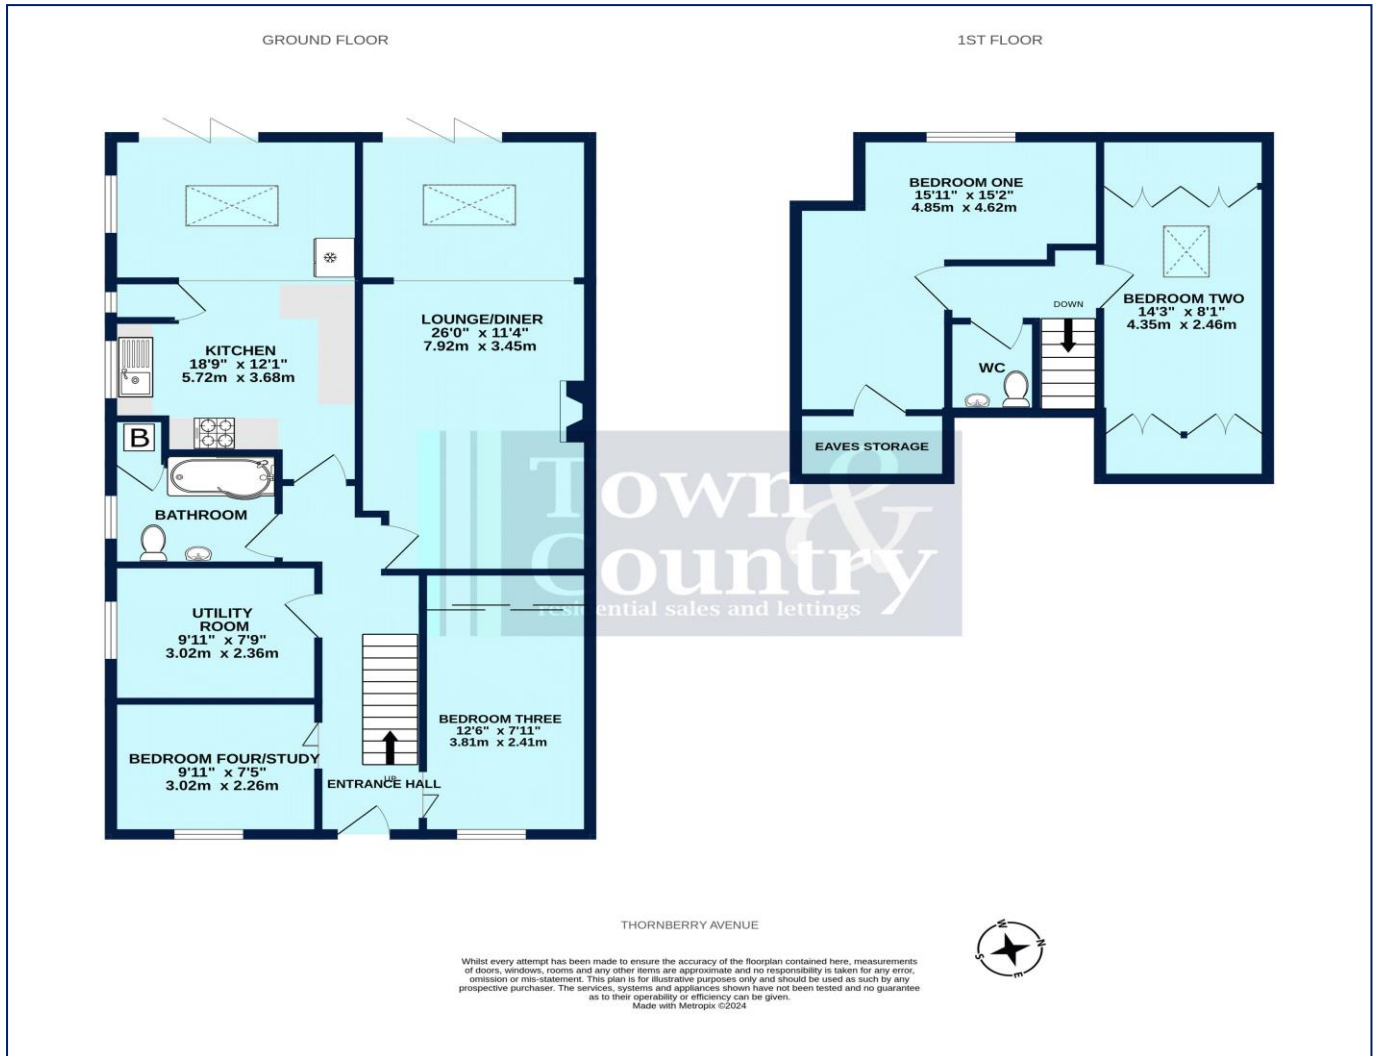 GROUND FLOOR
1ST FLOOR
KITCHEN
18'9" x 12'1"
5.72m x 3.68m
LOUNGE/DINER
26'0" x 11'4"
7.92m x 3.45m
B
BATHROOM
UTILITY
ROOM
9'11" x 7'9"
3.02m x 2.36m
BEDROOM FOUR/STUDY
9'11" x 7'5"
3.02m x 2.26m
UP
ENTRANCE HALL
BEDROOM THREE
12'6" x 7'11"
3.81m x 2.41m
BEDROOM ONE
15'11" x 15'2"
4.85m x 4.62m
DOWN
BEDROOM TWO
14'3" x 8'1"
4.35m x 2.46m
WC
EAVES STORAGE
Town &
Country
residential sales and lettings
THORNBERRY AVENUE
W
N
S
E
Whilst every attempt has been made to ensure the accuracy of the floorplan contained here, measurements
of doors, windows, rooms and any other items are approximate and no responsibility is taken for any error,
omission or mis-statement. This plan is for illustrative purposes only and should be used as such by any
prospective purchaser. The services, systems and appliances shown have not been tested and no guarantee
as to their operability or efficiency can be given.
Made with Metropix ©2024